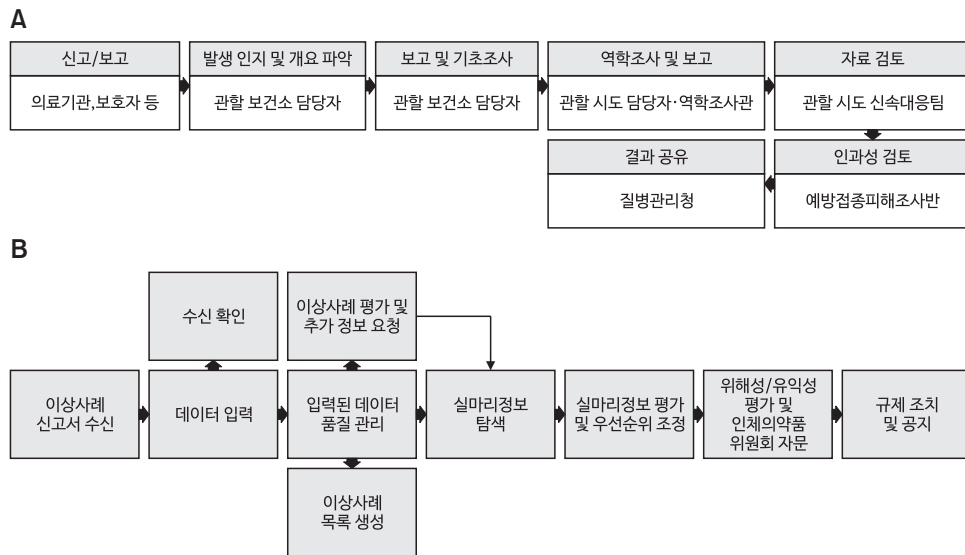 A
신고/보고
의료기관,보호자 등
발생 인지 및 개요 파악
관할 보건소 담당자
보고 및 기초조사
관할 보건소 담당자
역학조사 및 보고
관할 시도 담당자·역학조사관
자료 검토
관할 시도 신속대응팀
인과성 검토
예방접종피해조사반
결과 공유
질병관리청
B
이상사례
신고서 수신
데이터 입력
수신 확인
입력된 데이터
품질 관리
이상사례 평가 및
추가 정보 요청
이상사례
목록 생성
실마리정보
탐색
실마리정보 평가
및 우선순위 조정
위해성/유익성
평가 및
인체의약품
위원회 자문
규제 조치
및 공지